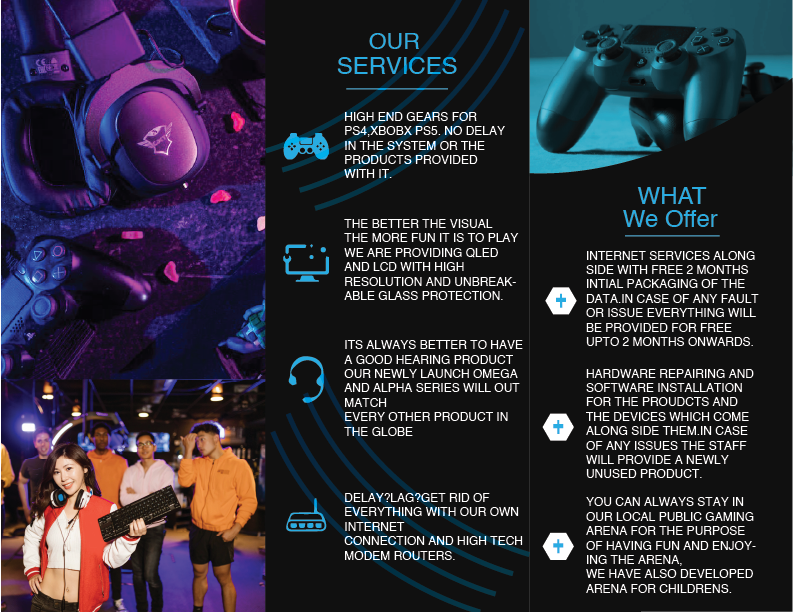 OUR
SERVICES
HIGH END GEARS FOR
PS4,XBOBX PS5. NO DELAY
IN THE SYSTEM OR THE
PRODUCTS PROVIDED
WITH IT.
THE BETTER THE VISUAL
THE MORE FUN IT IS TO PLAY
WE ARE PROVIDING QLED
AND LCD WITH HIGH
RESOLUTION AND UNBREAK-
ABLE GLASS PROTECTION.
ITS ALWAYS BETTER TO HAVE
A GOOD HEARING PRODUCT
OUR NEWLY LAUNCH OMEGA
AND ALPHA SERIES WILL OUT
MATCH
EVERY OTHER PRODUCT IN
THE GLOBE
DELAY?LAG?GET RID OF
EVERYTHING WITH OUR OWN
INTERNET
CONNECTION AND HIGH TECH
MODEM ROUTERS.
WHAT
We Offer
INTERNET SERVICES ALONG
SIDE WITH FREE 2 MONTHS
INTIAL PACKAGING OF THE
DATA.IN CASE OF ANY FAULT
OR ISSUE EVERYTHING WILL
BE PROVIDED FOR FREE
UPTO 2 MONTHS ONWARDS.
HARDWARE REPAIRING AND
SOFTWARE INSTALLATION
FOR THE PROUDCTS AND
THE DEVICES WHICH COME
ALONG SIDE THEM.IN CASE
OF ANY ISSUES THE STAFF
WILL PROVIDE A NEWLY
UNUSED PRODUCT.
YOU CAN ALWAYS STAY IN
OUR LOCAL PUBLIC GAMING
ARENA FOR THE PURPOSE
OF HAVING FUN AND ENJOY-
ING THE ARENA,
WE HAVE ALSO DEVELOPED
ARENA FOR CHILDRENS.